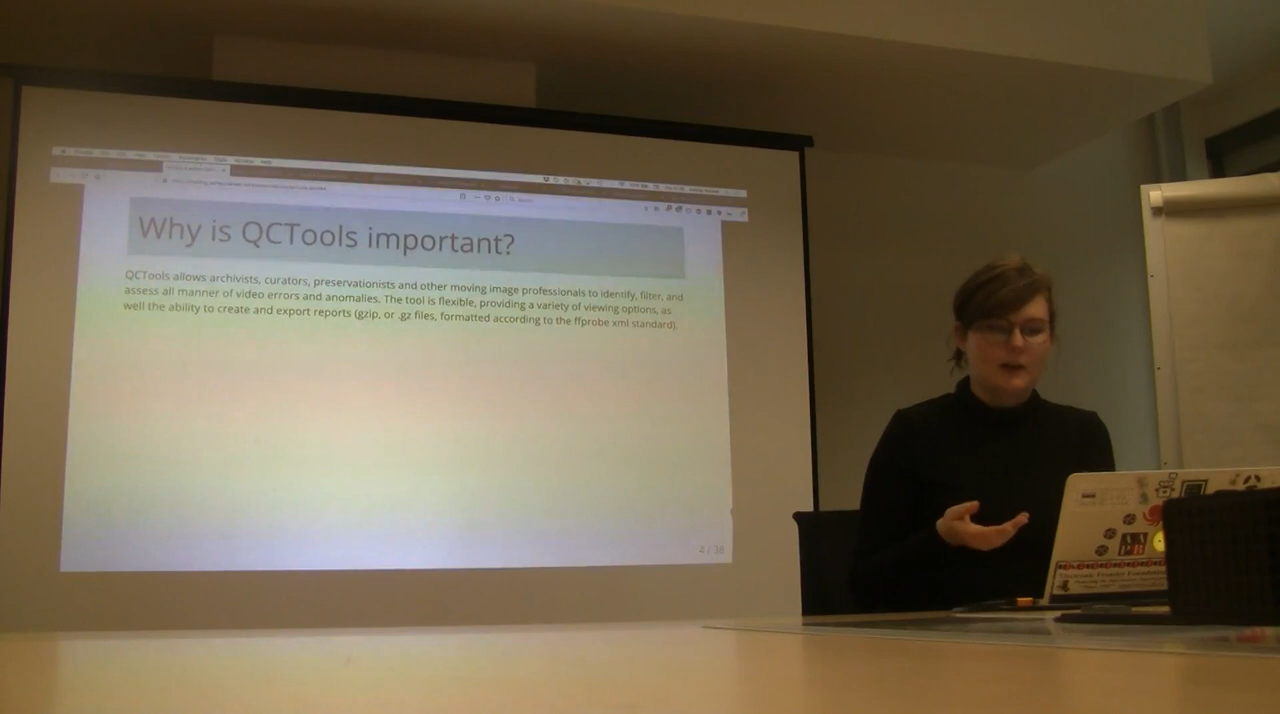 Why is QCTools important?
QCTools allows archivists, curators, preservationists and other moving image professionals to identify, filter, and
assess all manner of video errors and anomalies. The tool is flexible, providing a variety of viewing options, as
well the ability to create and export reports (gzip, or .gz files, formatted according to the ffprobe xml standard).
4 / 38
Electronic Frontier Foundation